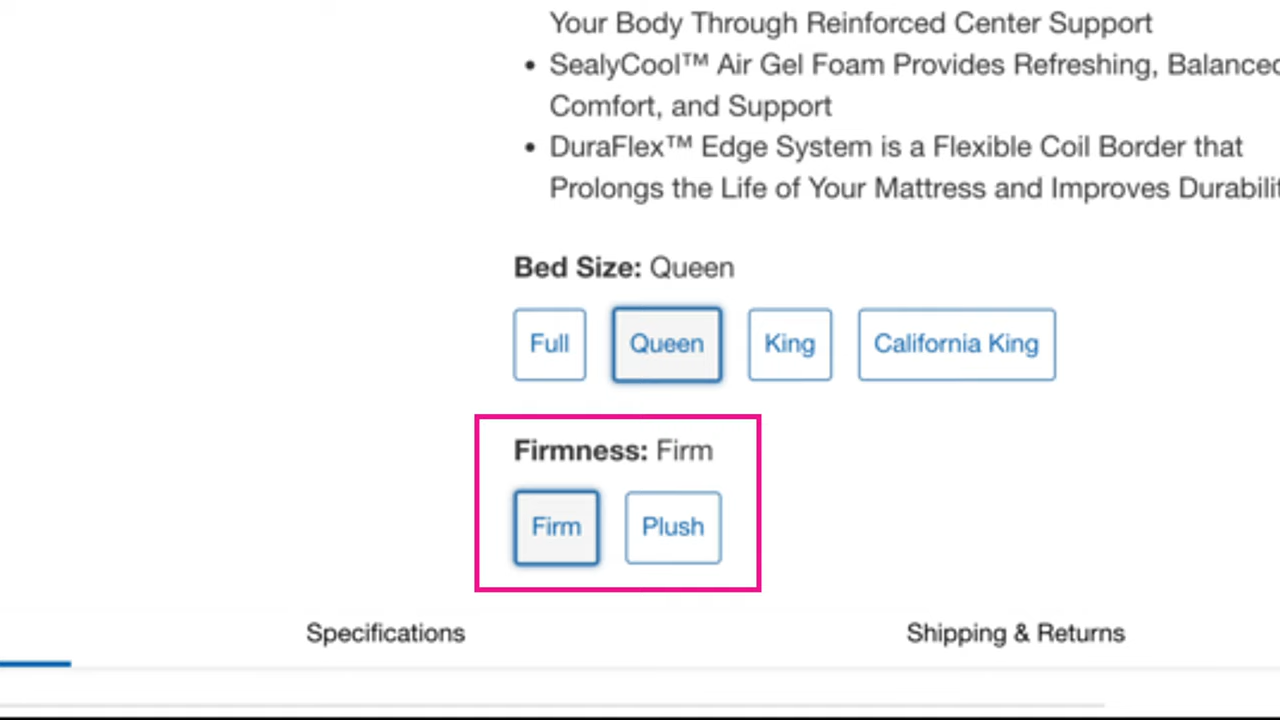 Your Body Through Reinforced Center Support
• SealyCool™ Air Gel Foam Provides Refreshing, Balanced
Comfort, and Support
• DuraFlex™ Edge System is a Flexible Coil Border that
Prolongs the Life of Your Mattress and Improves Durabilit
Bed Size: Queen
Full Queen King California King
Firmness: Firm
Firm Plush
Specifications Shipping & Returns